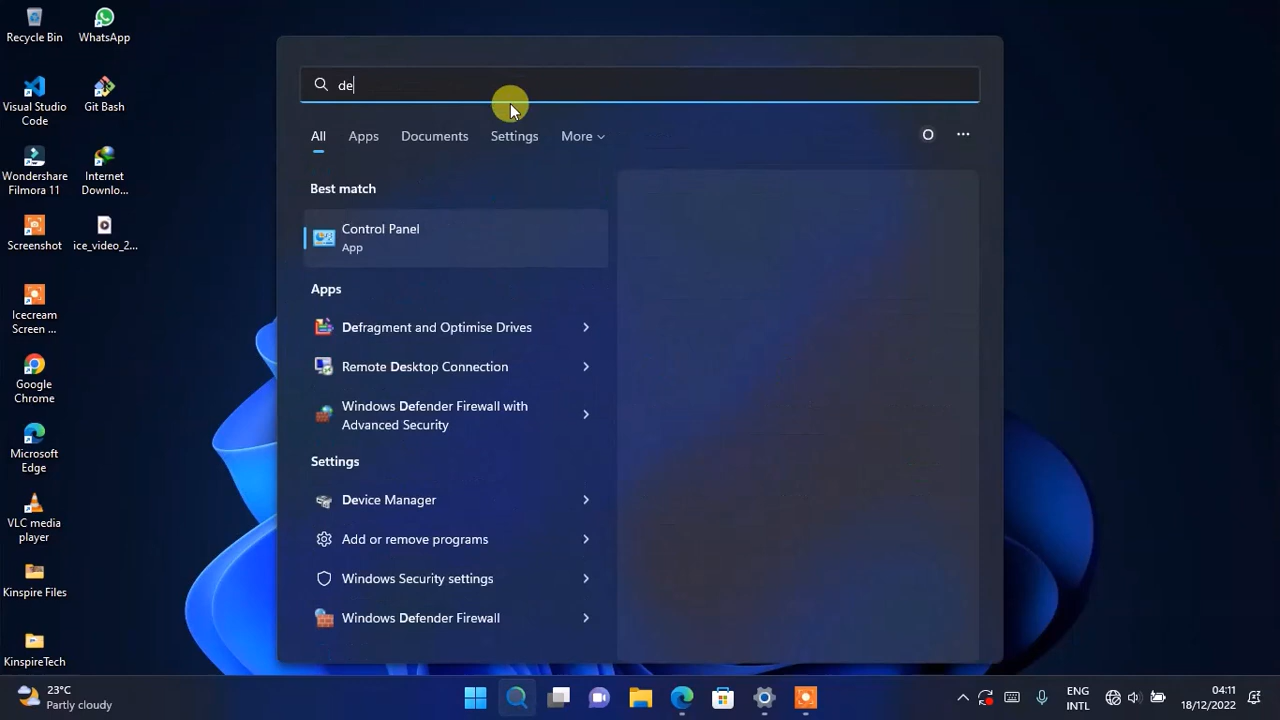 Recycle Bin
WhatsApp
Visual Studio
Code
Git Bash
Wondershare
Filmora 11
Internet
Downlo...
Screenshot
ice_video_2...
Icecream
Screen ...
Google
Chrome
Microsoft
Edge
VLC media
player
Kinspire Files
KinspireTech
de
All
Apps
Documents
Settings
More
O
Best match
Control Panel
App
Apps
Defragment and Optimise Drives
Remote Desktop Connection
Windows Defender Firewall with
Advanced Security
Settings
Device Manager
Add or remove programs
Windows Security settings
Windows Defender Firewall
23°C
Partly cloudy
ENG
INTL
04:11
18/12/2022